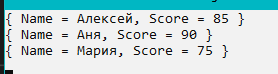 { Name = Алексей, Score = 85 }
{ Name = Аня, Score = 90 }
{ Name = Мария, Score = 75 }